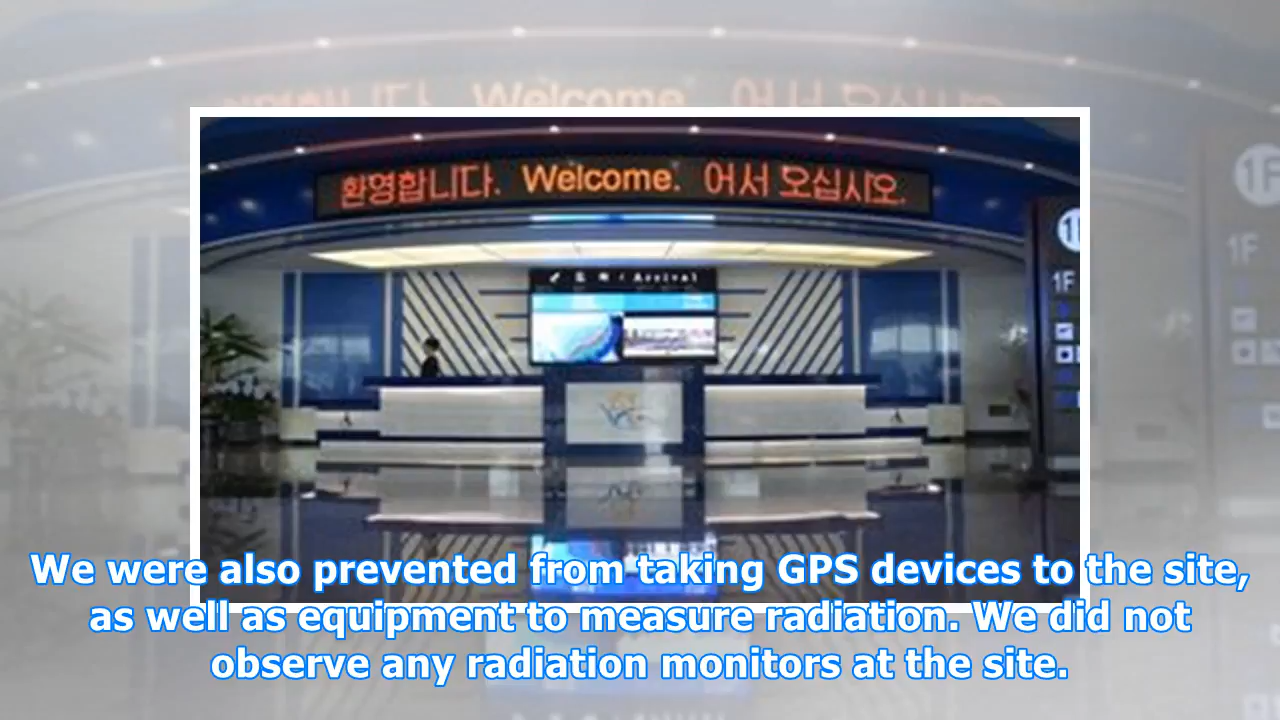 환영합니다. Welcome. 어서 오십시오.
/ Arrival
1F
1F
We were also prevented from taking GPS devices to the site,
as well as equipment to measure radiation. We did not
observe any radiation monitors at the site.